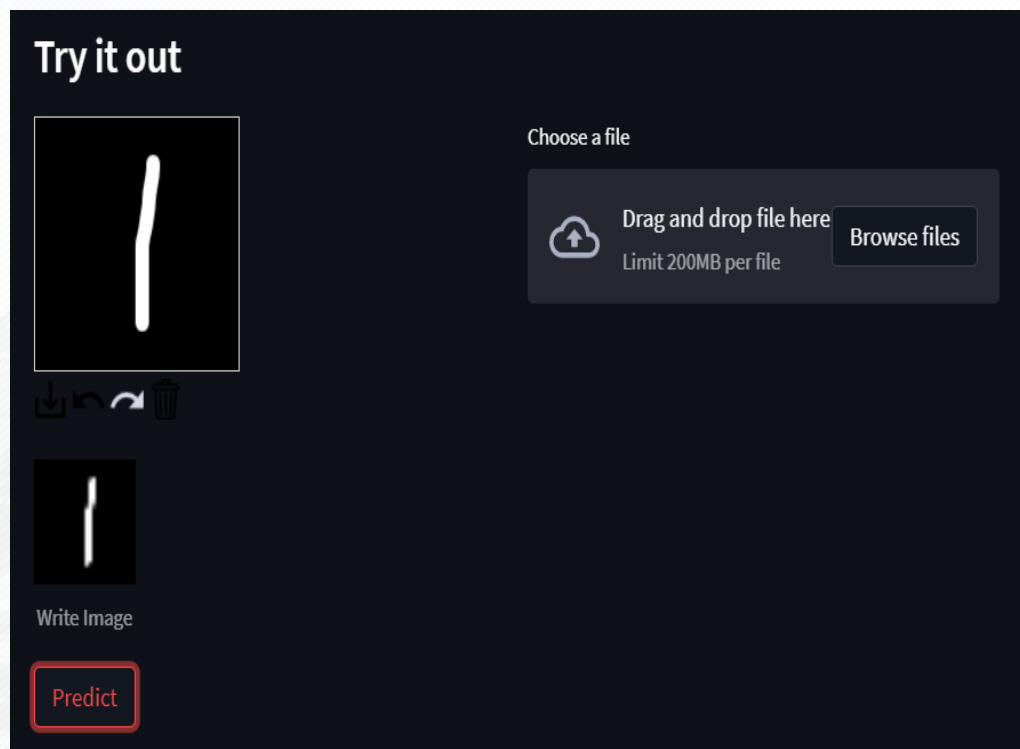 Try it out
1
Choose a file
Drag and drop file here
Limit 200MB per file
Browse files
1
Write Image
Predict